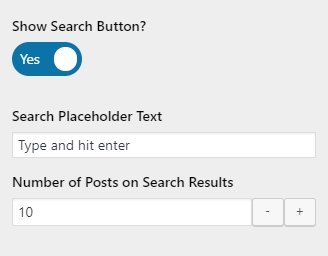 Show Search Button?
Yes
Search Placeholder Text
Type and hit enter
Number of Posts on Search Results
10 - +